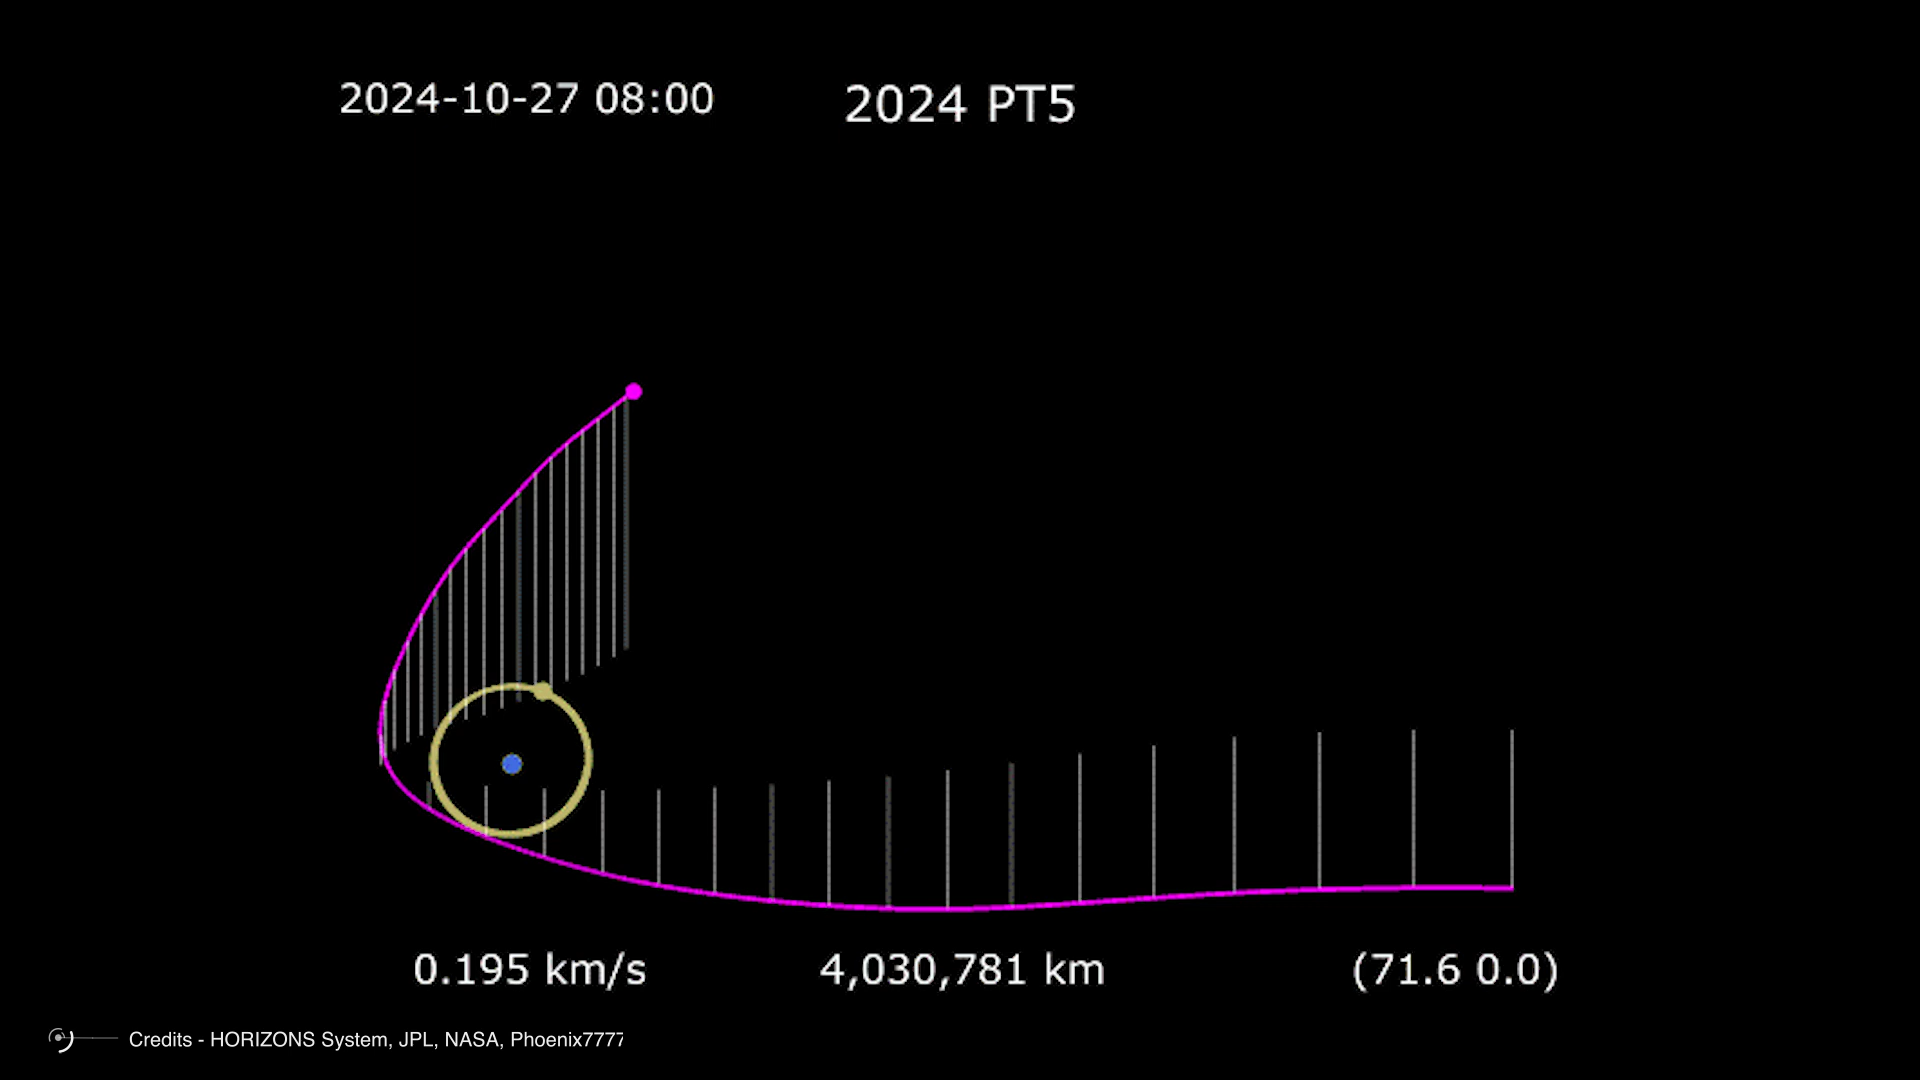 2024-10-27 08:00
2024 PT5
0.195 km/s
4,030,781 km
(71.6 0.0)
Credits - HORIZONS System, JPL, NASA, Phoenix7777